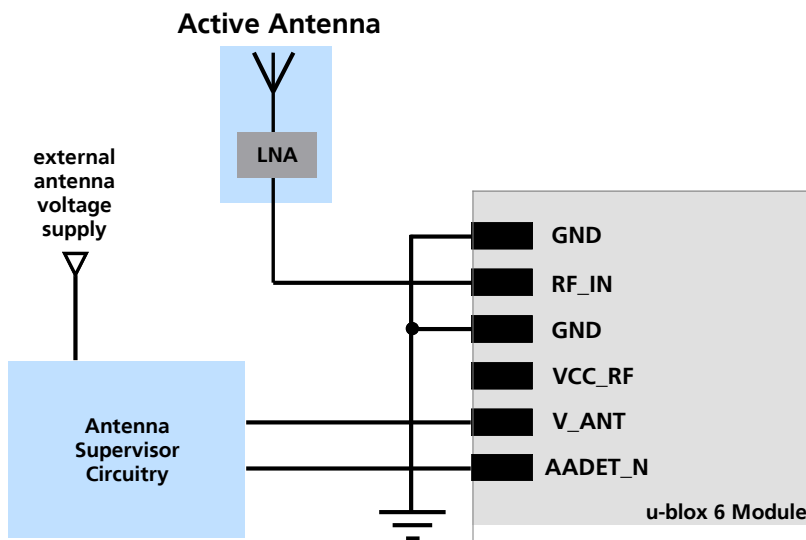 Active Antenna
LNA
external
antenna
voltage
supply
GND
RF_IN
GND
VCC_RF
V_ANT
AADET_N
Antenna
Supervisor
Circuitry
u-blox 6 Module